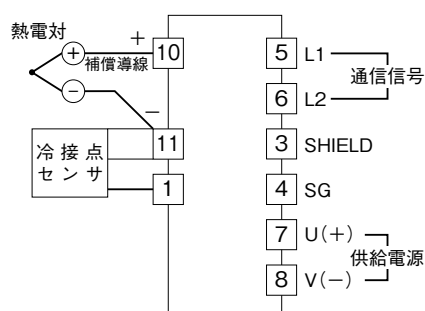 熱電対
+
+
補償導線
−
−
10
11
冷接点
センサ
1
5 L1
通信信号
6 L2
3 SHIELD
4 SG
7 U(+)
供給電源
8 V(−)